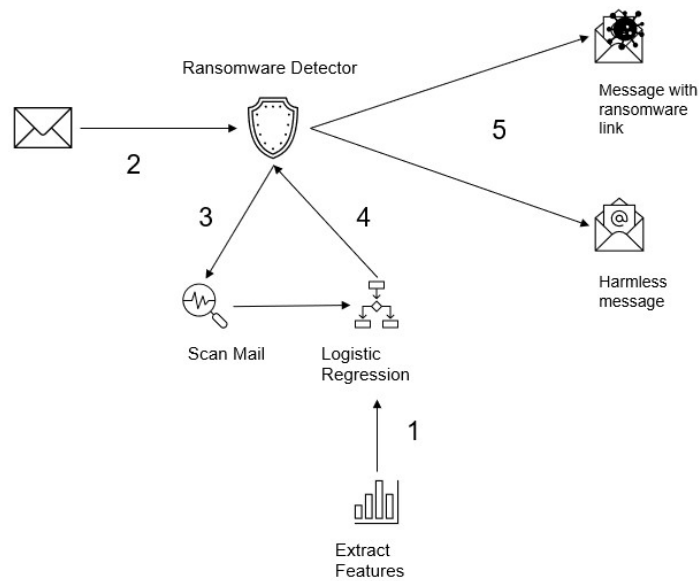 Ransomware Detector
Message with
ransomware
link
2
5
3
4
@
Harmless
message
Scan Mail
Logistic
Regression
1
Extract
Features